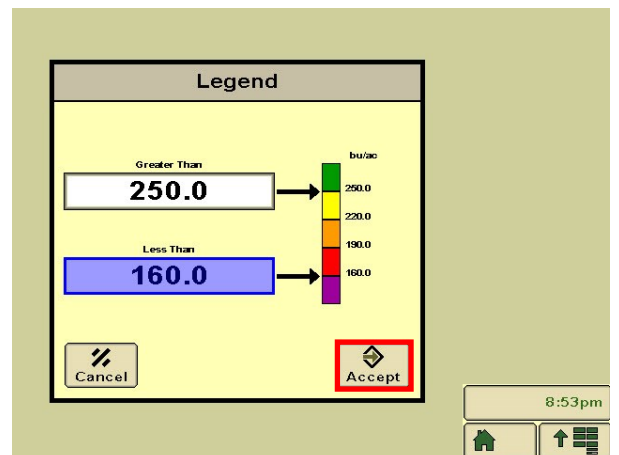 Legend
bu/ac
Greater Than
250.0
250.0
220.0
Less Than
190.0
160.0
160.0
Cancel
Accept
8:53pm